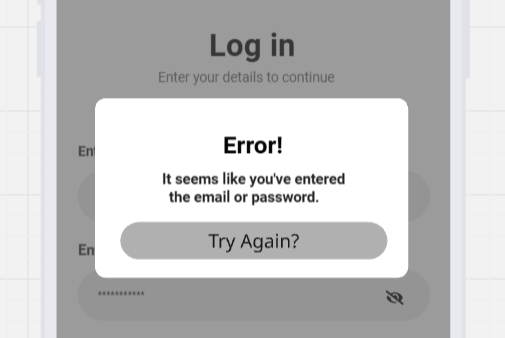 Log in
Enter your details to continue
Error!
It seems like you've entered
the email or password.
Try Again?
***********